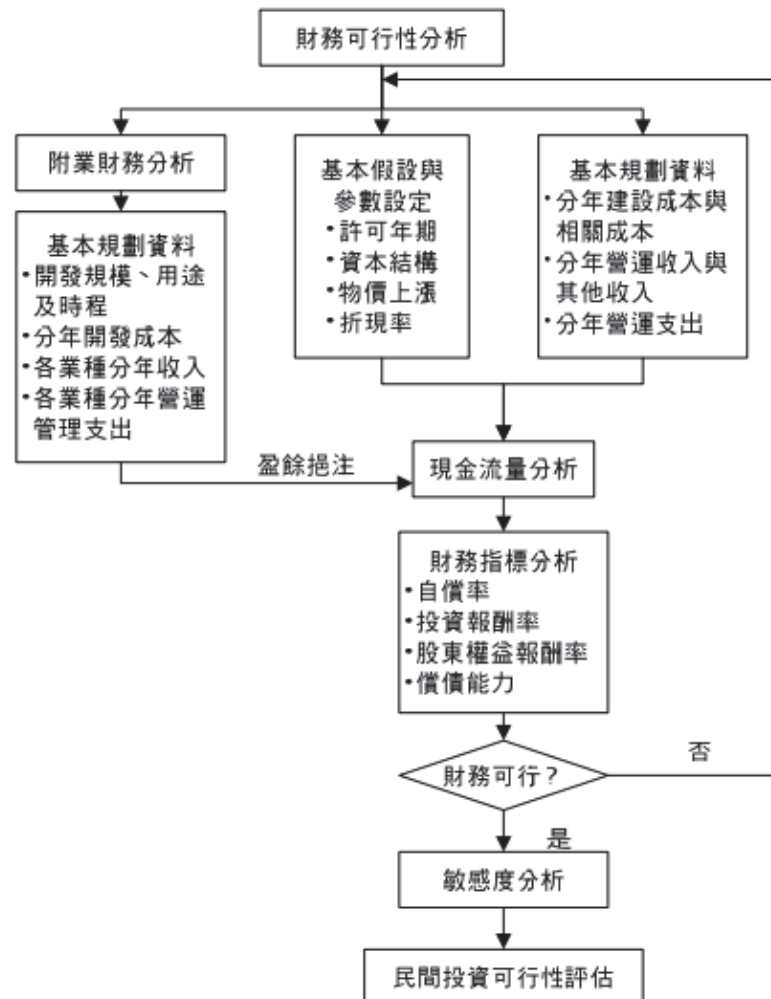 財務可行性分析
附業財務分析
基本規劃資料
•開發規模、用途
及時程
•分年開發成本
•各業種分年收入
•各業種分年營運
管理支出
基本假設與
參數設定
•許可年期
•資本結構
•物價上漲
•折現率
基本規劃資料
•分年建設成本與
相關成本
•分年營運收入與
其他收入
•分年營運支出
盈餘挹注
現金流量分析
財務指標分析
•自償率
•投資報酬率
•股東權益報酬率
•償債能力
財務可行？
否
是
敏感度分析
民間投資可行性評估